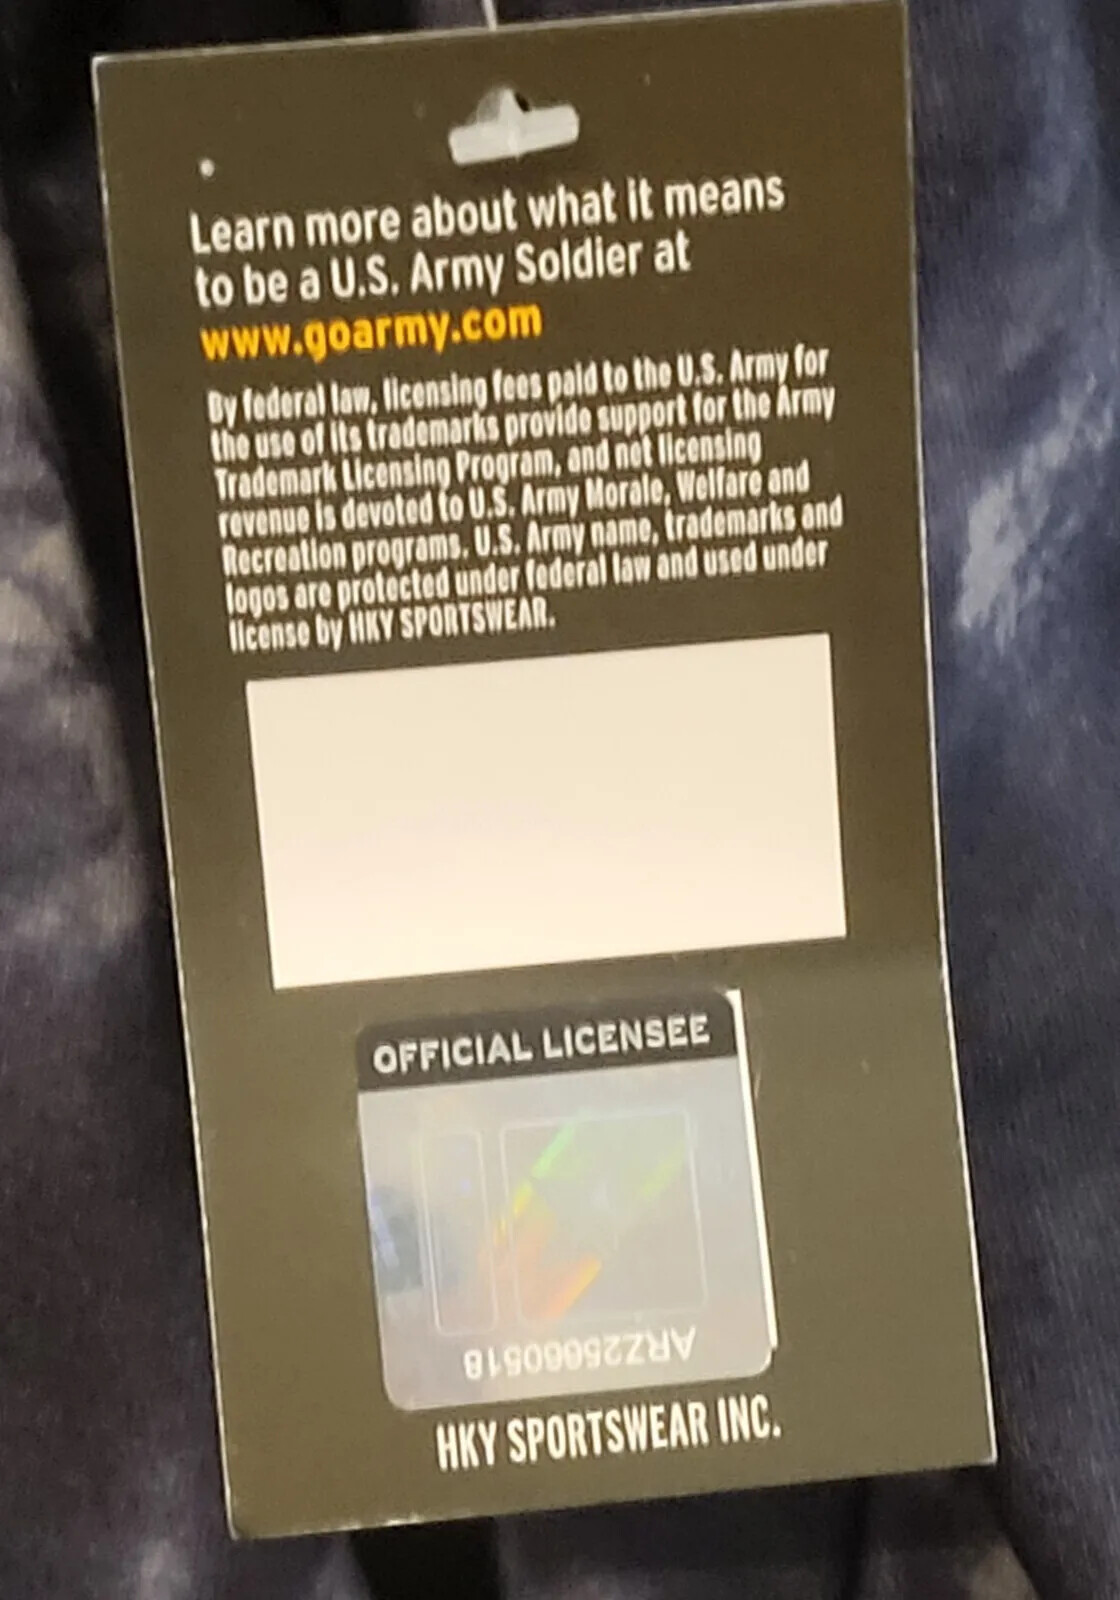 Learn more about what it means
to be a U.S. Army Soldier at
www.goarmy.com
By federal law, licensing fees paid to the U.S. Army for
the use of its trademarks provide support for the Army
Trademark Licensing Program, and net licensing
revenue is devoted to U.S. Army Morale, Welfare and
Recreation programs. U.S. Army name, trademarks and
logos are protected under federal law and used under
license by HKY SPORTSWEAR.
OFFICIAL LICENSEE
ARZ25660518
HKY SPORTSWEAR INC.